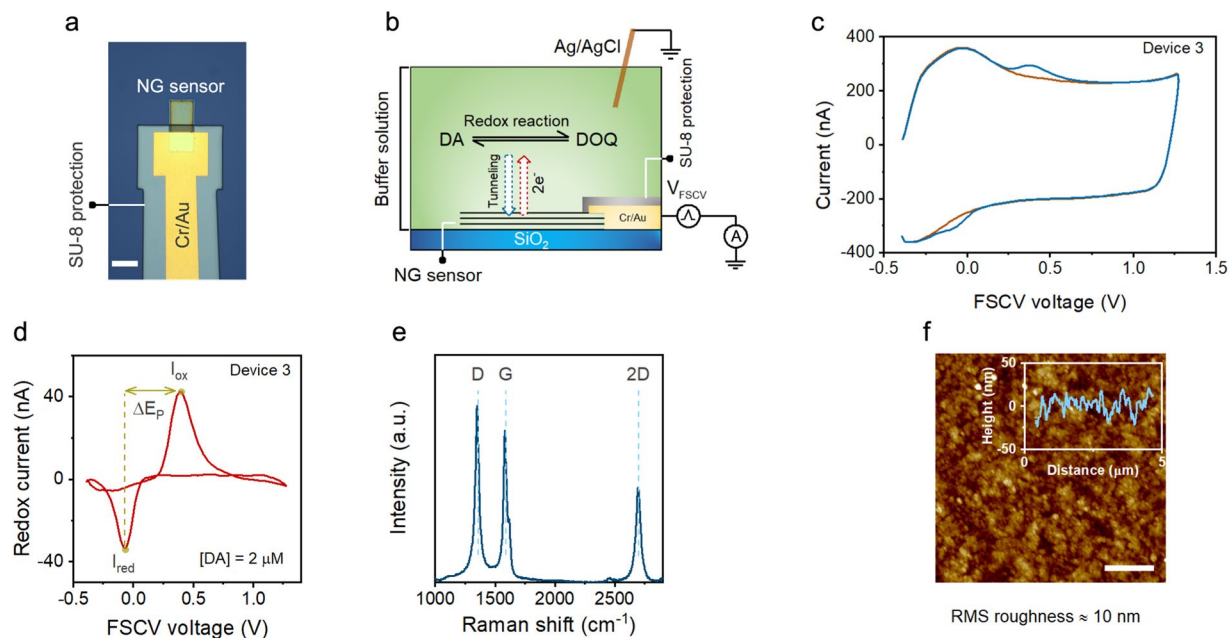 a
NG sensor
SU-8 protection
Cr/Au
b
Ag/AgCl
Buffer solution
Redox reaction
DA
DOQ
Tunneling
2e-
SU-8 protection
VFSCV
Cr/Au
A
SiO2
NG sensor
c
Device 3
400
200
0
-200
-400
-0.5 0.0 0.5 1.0 1.5
Current (nA)
FSCV voltage (V)
d
Device 3
Iox
ΔEP
Ired
[DA] = 2 μM
40
0
-40
-0.5 0.0 0.5 1.0
Redox current (nA)
FSCV voltage (V)
e
D G 2D
Intensity (a.u.)
1000 1500 2000 2500
Raman shift (cm-1)
f
50
0
-50
Height (nm)
0 5
Distance (μm)
RMS roughness ≈ 10 nm